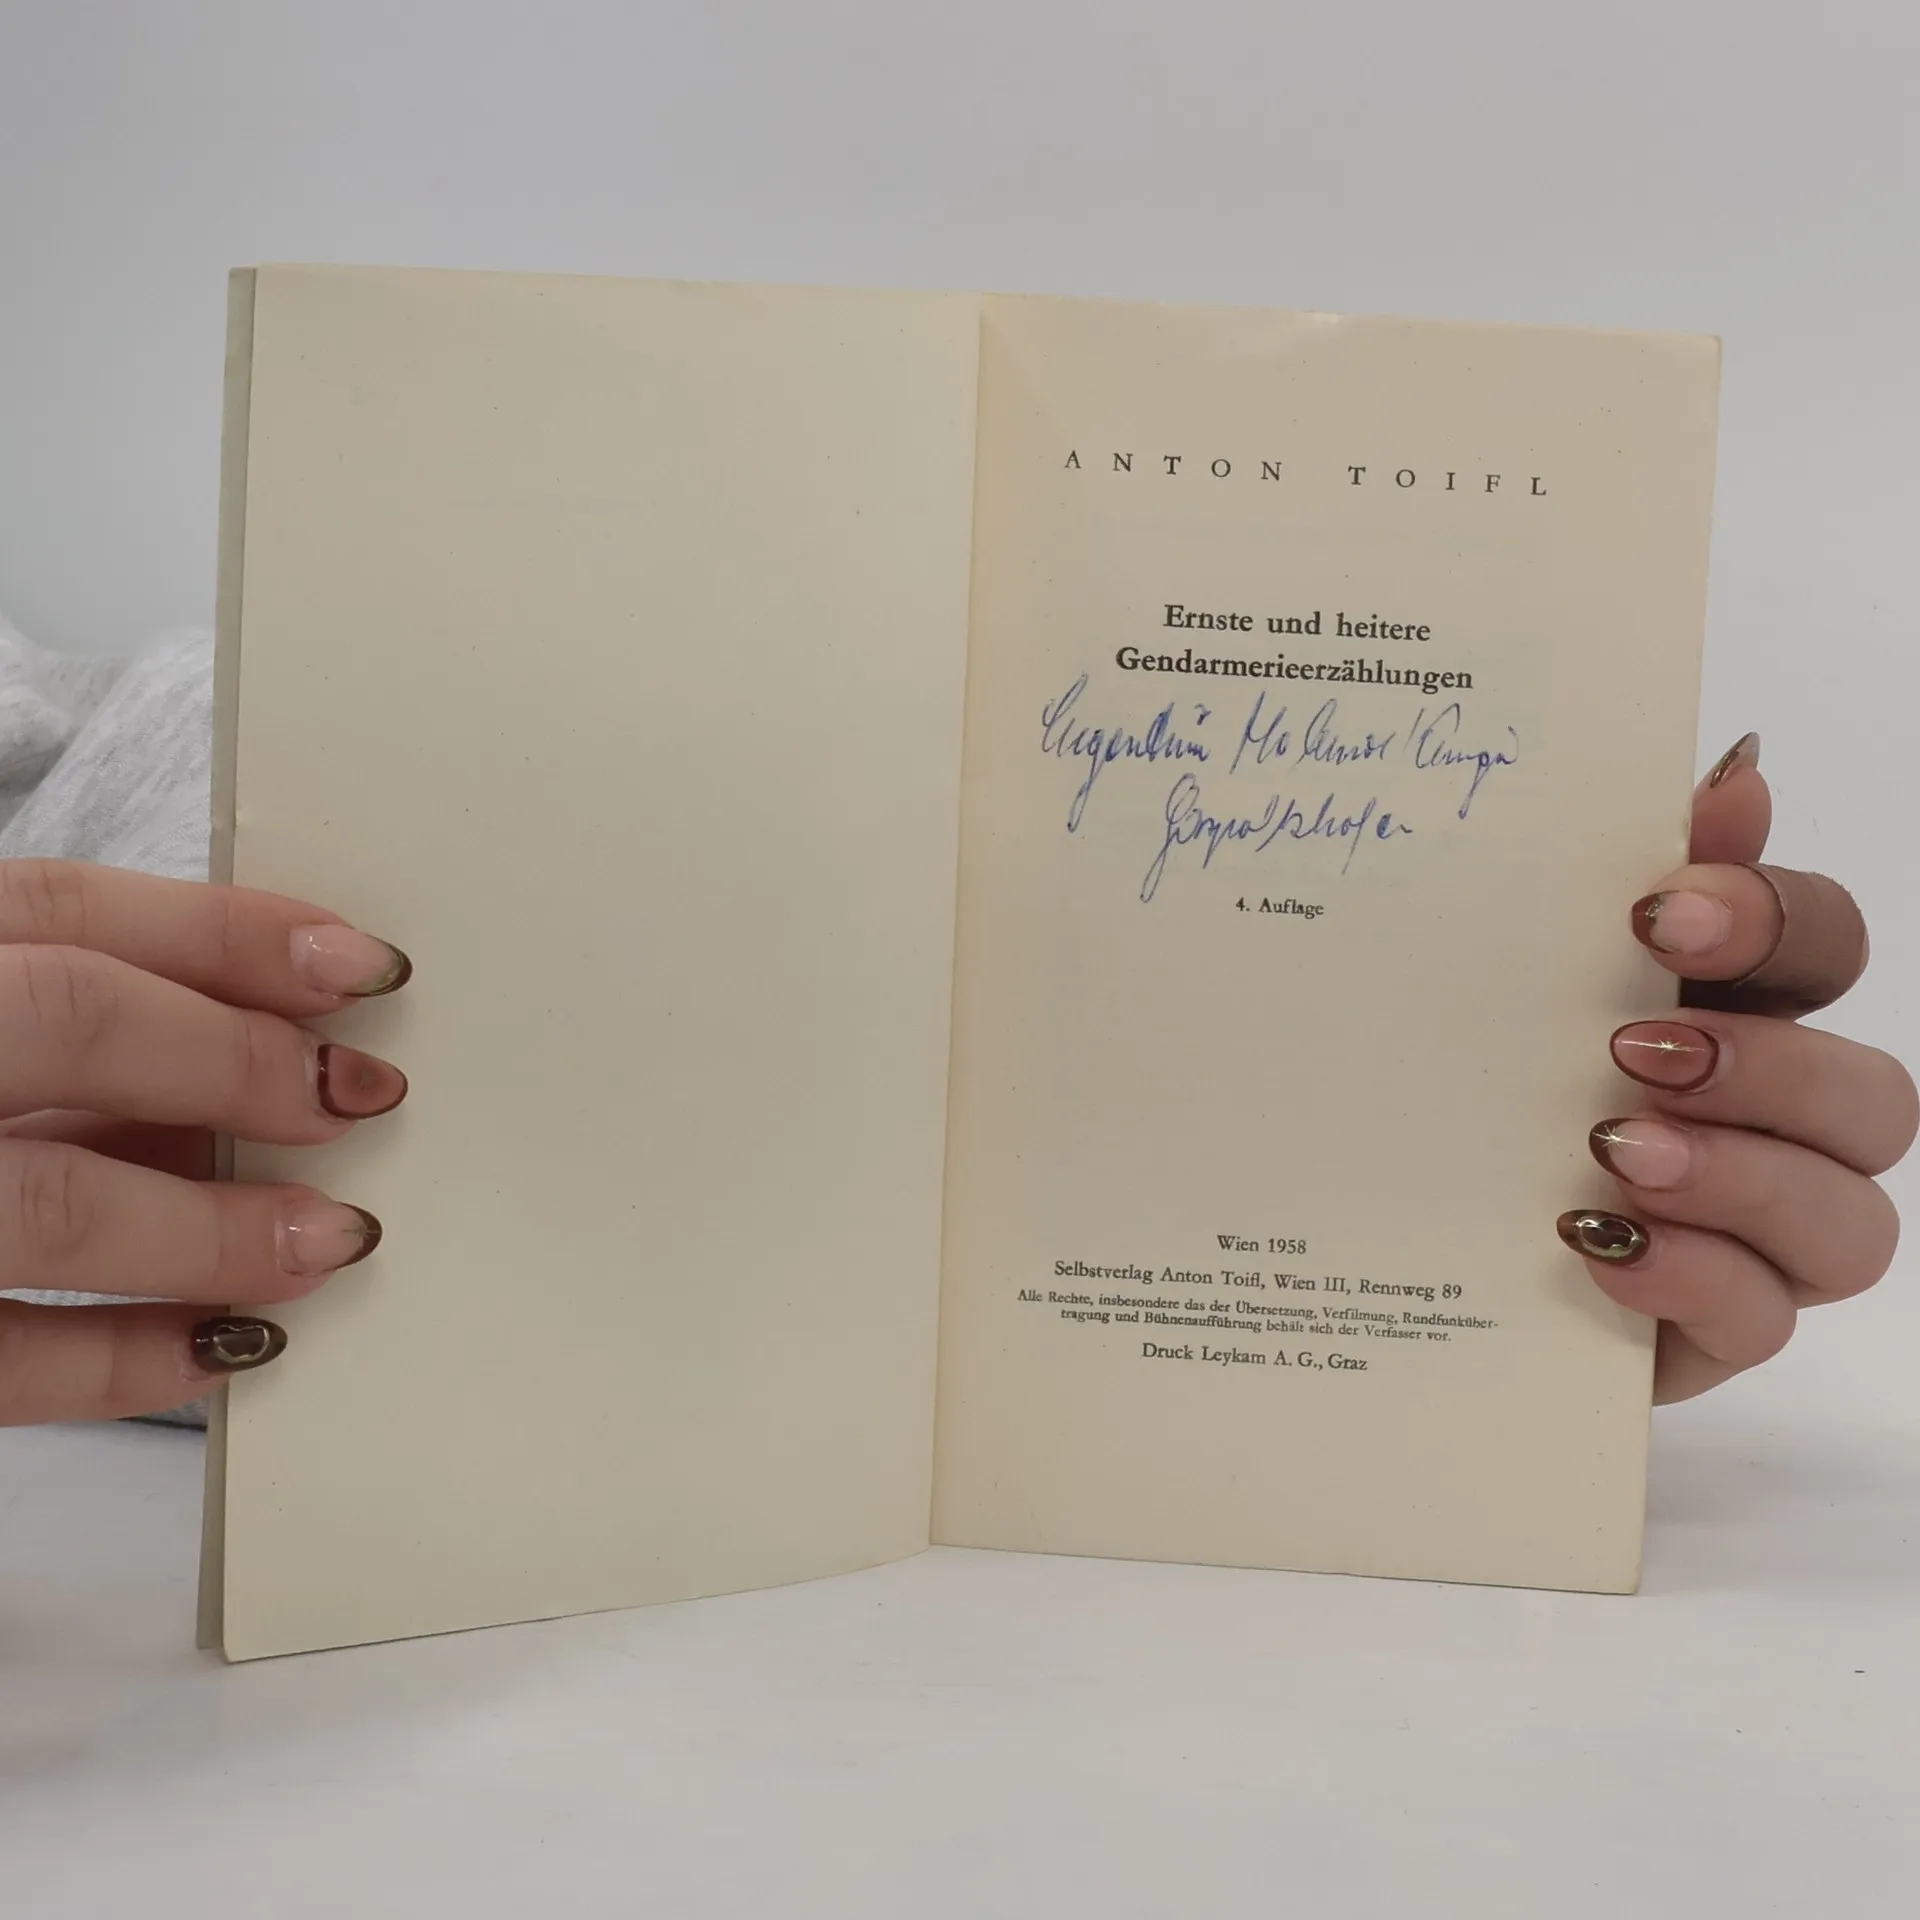 ANTON TOIFL
Ernste und heitere
Gendarmerieerzählungen
4. Auflage
Wien 1958
Selbstverlag Anton Toifl, Wien III, Rennweg 89
Alle Rechte, insbesondere das der Übersetzung, Verfilmung, Rundfunküber-
tragung und Bühnenaufführung behält sich der Verfasser vor.
Druck Leykam A. G., Graz